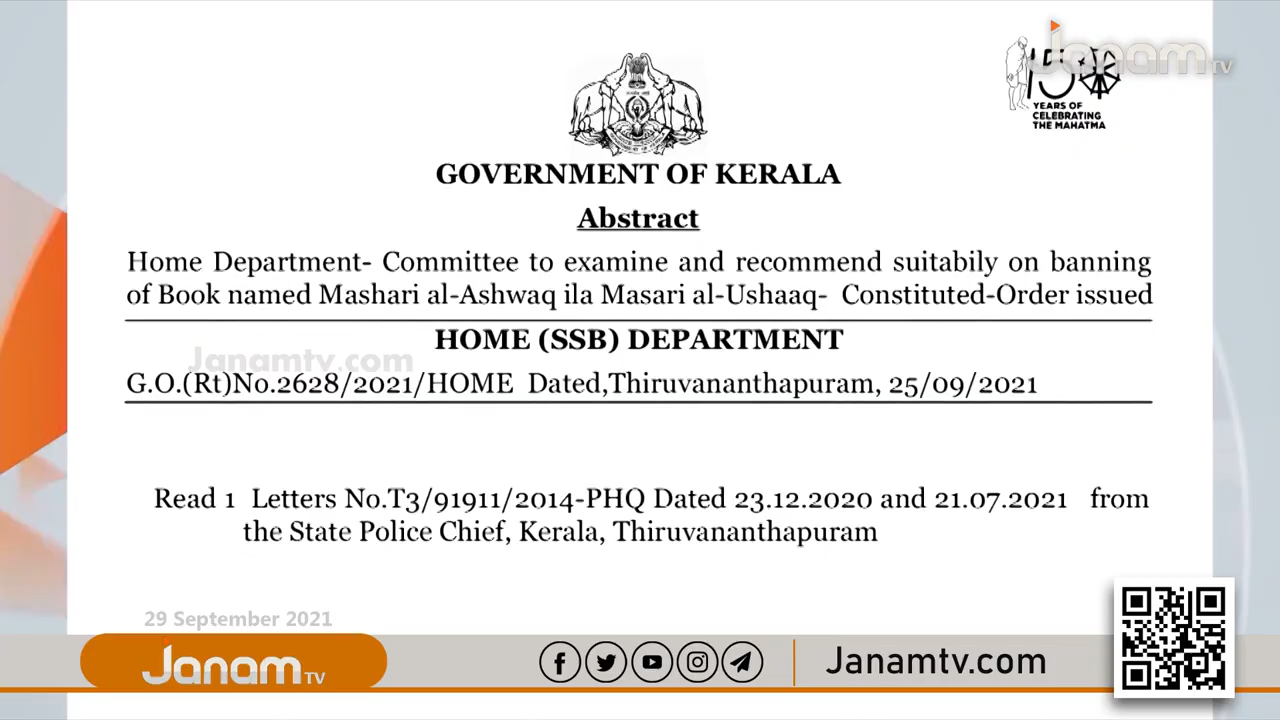 Janam TV
150
YEARS OF
CELEBRATING
THE MAHATMA
GOVERNMENT OF KERALA
Abstract
Home Department- Committee to examine and recommend suitabily on banning
of Book named Mashari al-Ashwaq ila Masari al-Ushaaq- Constituted-Order issued
HOME (SSB) DEPARTMENT
Janamtv.com
G.O.(Rt)No.2628/2021/HOME Dated,Thiruvananthapuram, 25/09/2021
Read 1 Letters No.T3/91911/2014-PHQ Dated 23.12.2020 and 21.07.2021 from
the State Police Chief, Kerala, Thiruvananthapuram
29 September 2021
Janam TV
Janamtv.com